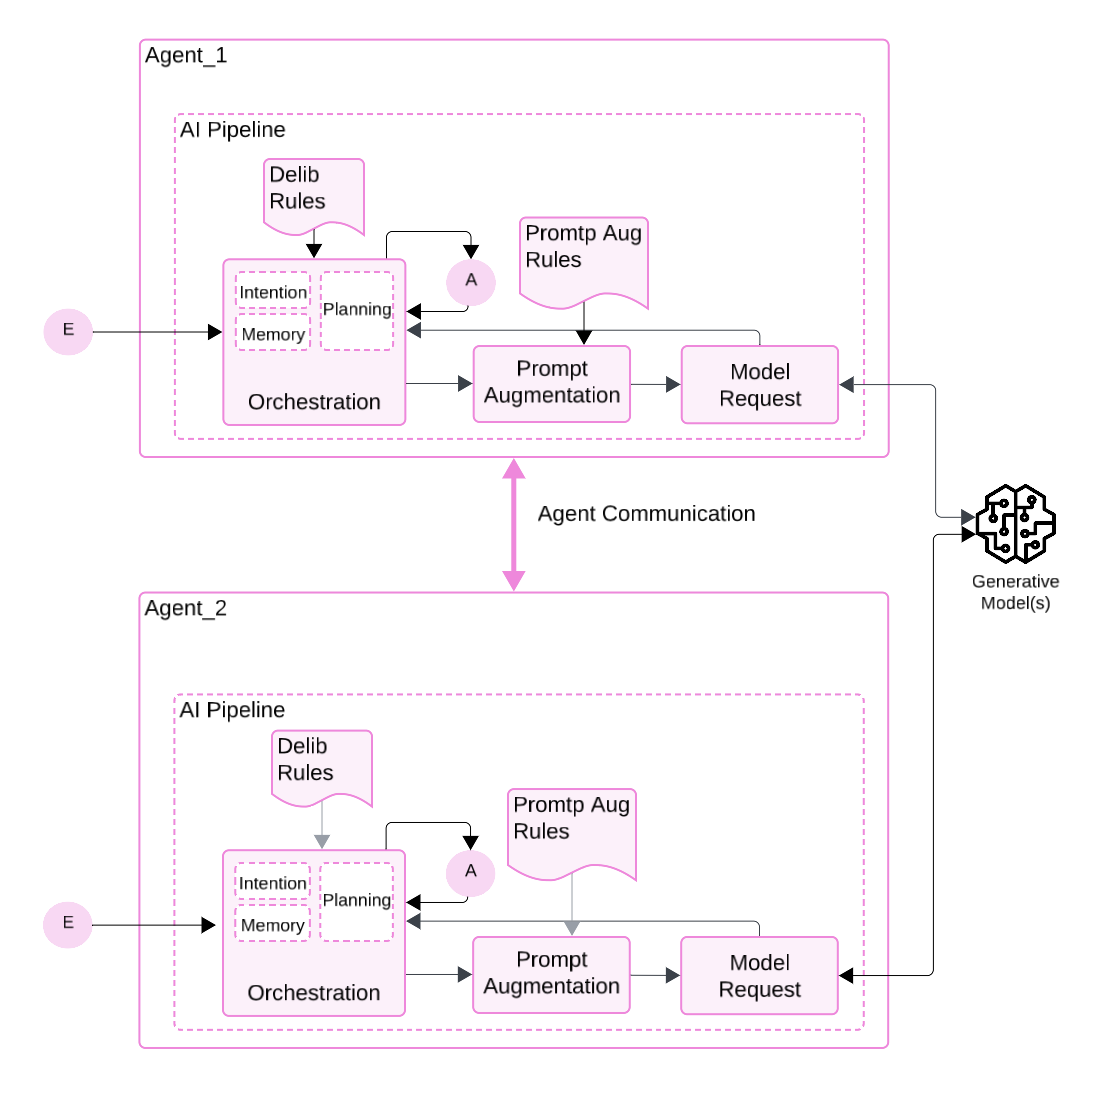 Agent_1
AI Pipeline
Delib
Rules
Promtp Aug
Rules
A
Intention
Planning
Memory
E
Orchestration
Prompt
Augmentation
Model
Request
Agent Communication
Generative
Model(s)
Agent_2
AI Pipeline
Delib
Rules
Promtp Aug
Rules
A
Intention
Planning
Memory
E
Orchestration
Prompt
Augmentation
Model
Request